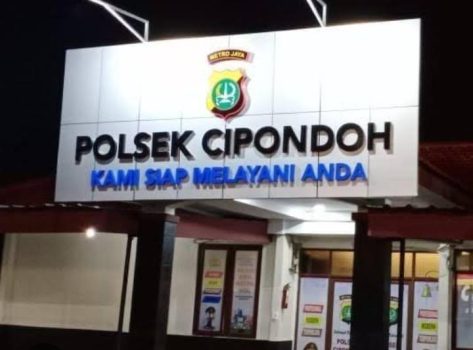 METRO JAYA
POLSEK CIPONDOH
KAMI SIAP MELAYANI ANDA